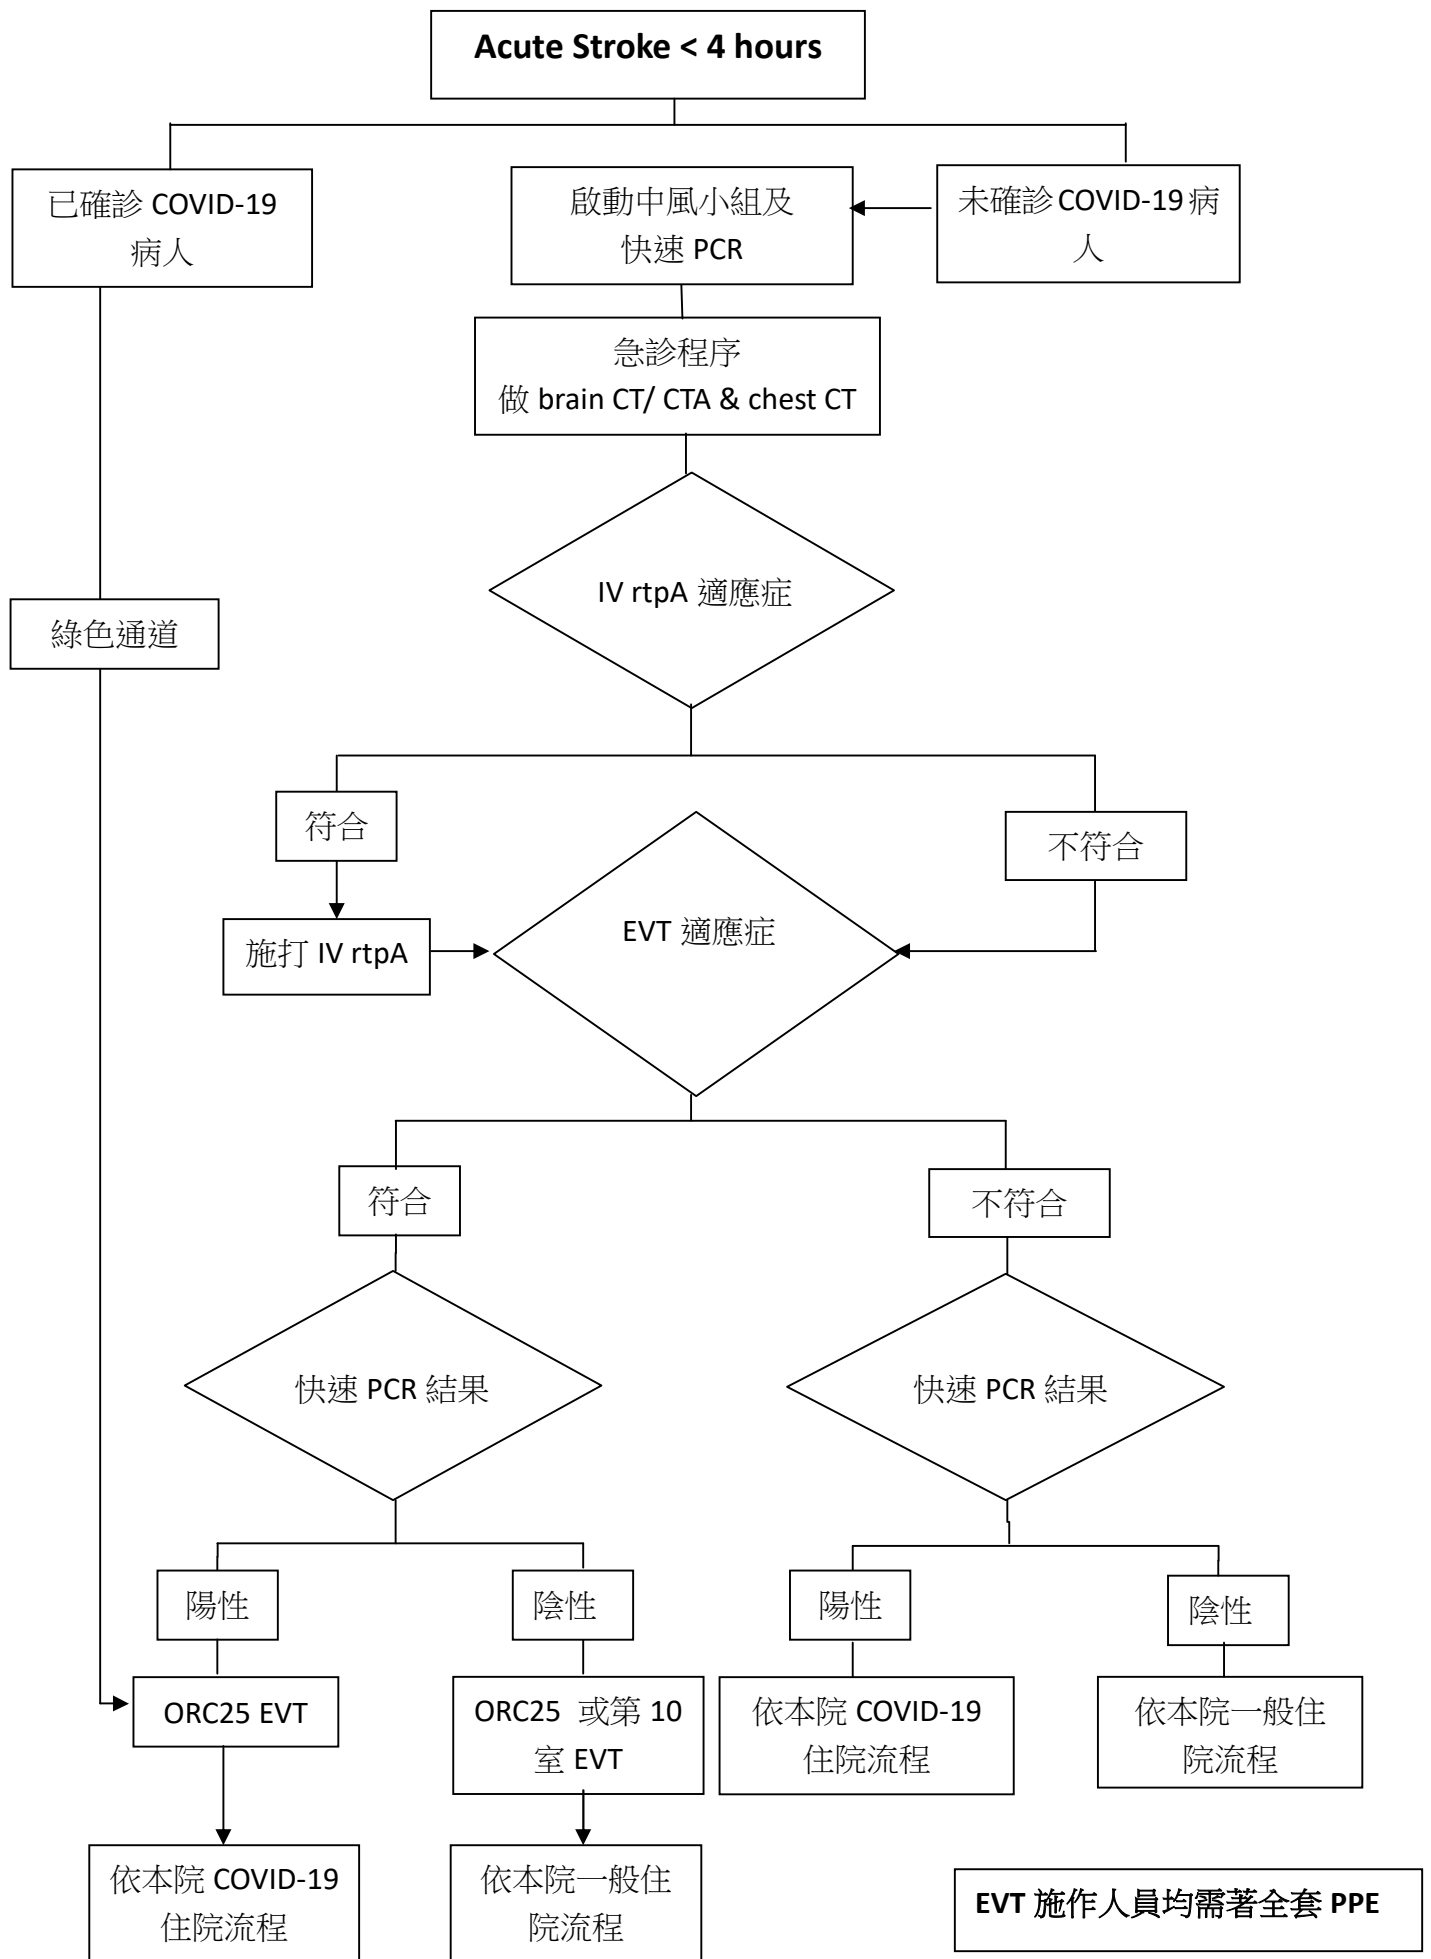 Acute Stroke < 4 hours
已確診 COVID-19
病人
啟動中風小組及
快速 PCR
未確診 COVID-19 病
人
急診程序
做 brain CT/ CTA & chest CT
IV rtpA 適應症
綠色通道
符合
不符合
施打 IV rtpA
EVT 適應症
符合
不符合
快速 PCR 結果
快速 PCR 結果
陽性
陰性
陽性
陰性
ORC25 EVT
ORC25 或第 10
室 EVT
依本院 COVID-19
住院流程
依本院一般住
院流程
依本院 COVID-19
住院流程
依本院一般住
院流程
EVT 施作人員均需著全套 PPE